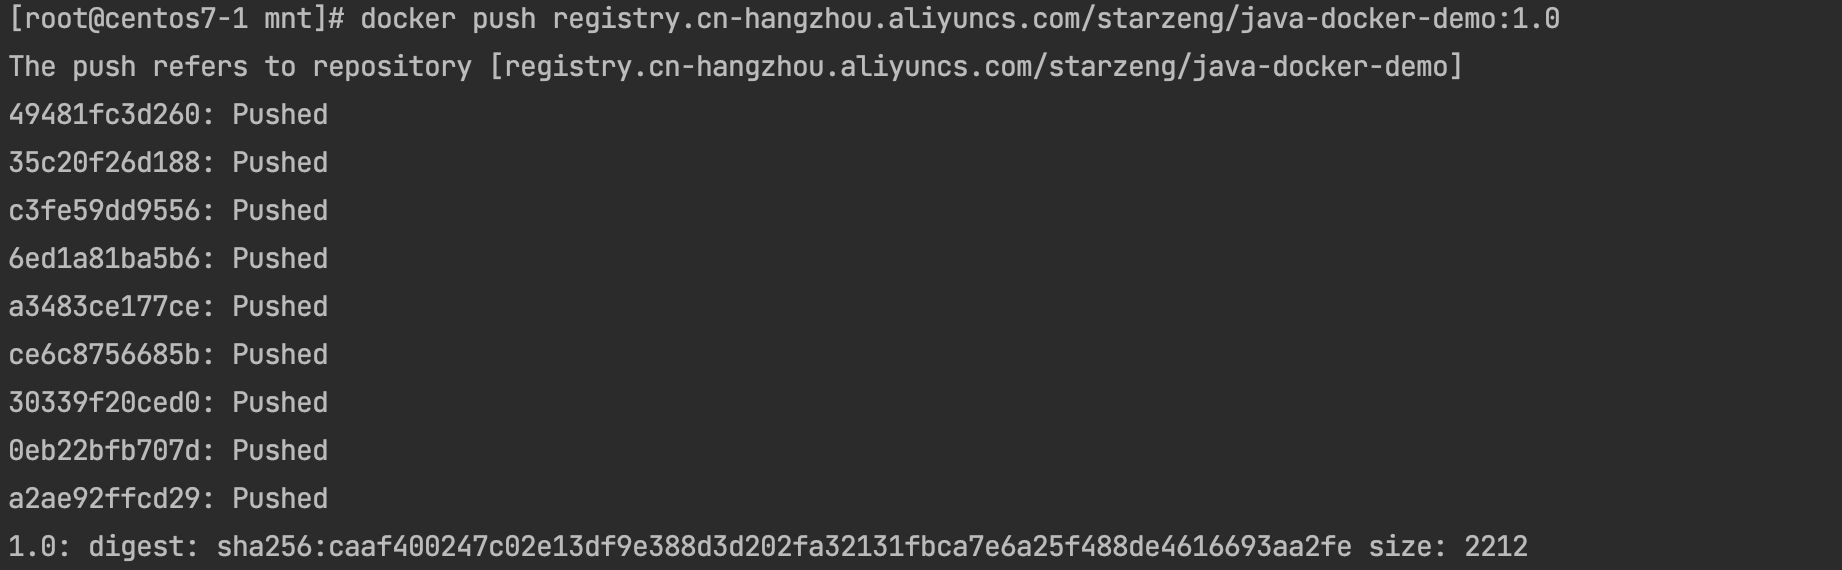 [root@centos7-1 mnt]# docker push registry.cn-hangzhou.aliyuncs.com/starzeng/java-docker-demo:1.0
The push refers to repository [registry.cn-hangzhou.aliyuncs.com/starzeng/java-docker-demo]
49481fc3d260: Pushed
35c20f26d188: Pushed
c3fe59dd9556: Pushed
6ed1a81ba5b6: Pushed
a3483ce177ce: Pushed
ce6c8756685b: Pushed
30339f20ced0: Pushed
0eb22bfb707d: Pushed
a2ae92ffcd29: Pushed
1.0: digest: sha256:caaf400247c02e13df9e388d3d202fa32131fbca7e6a25f488de4616693aa2fe size: 2212